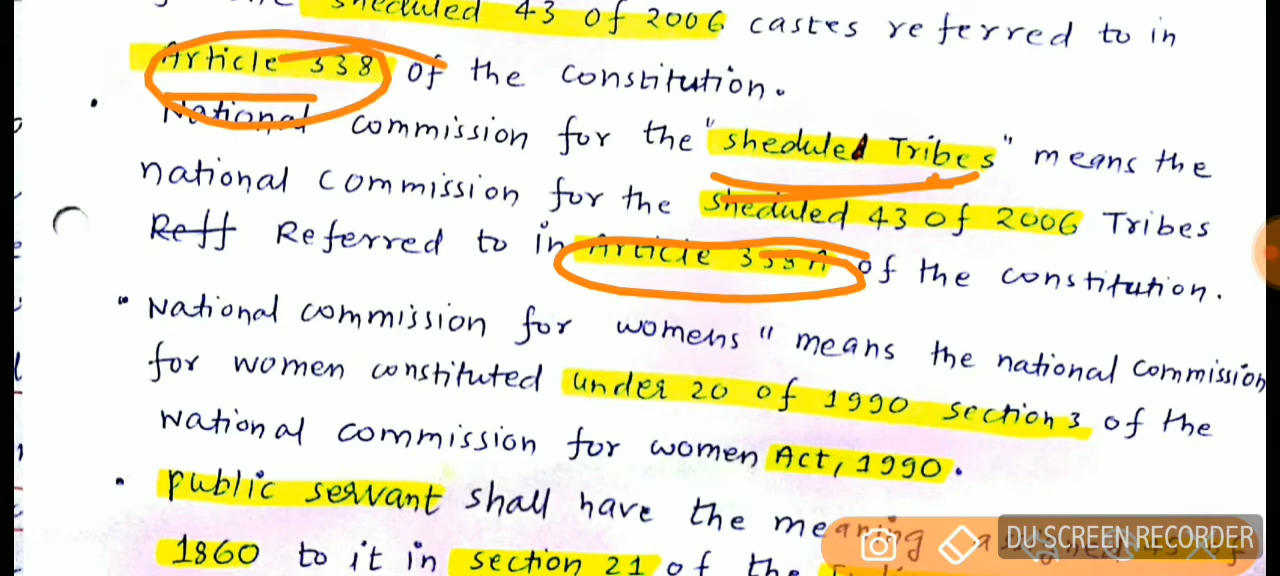 sheduled 43 of 2006 castes referred to in
Article 338 of the constitution.
• National commission for the "sheduled Tribes" means the
national commission for the sheduled 43 of 2006 Tribes
Reff Referred to in Article 338A of the constitution.
" National commission for womens" means the national commission
for women constituted under 20 of 1990 section 3 of the
National commission for women Act, 1990.
• public servant shall have the meaning
1860 to it in section 21 of the
DU SCREEN RECORDER